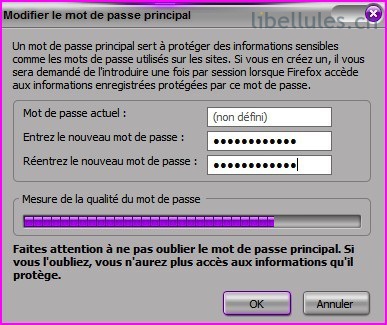 Modifier le mot de passe principal
libellules.ch
Un mot de passe principal sert à protéger des informations sensibles
comme les mots de passe utilisés sur les sites. Si vous en créez un, il vous
sera demandé de l'introduire une fois par session lorsque Firefox accède
aux informations enregistrées protégées par ce mot de passe.
Mot de passe actuel : (non défini)
Entrez le nouveau mot de passe : ●●●●●●●●●●●●
Réentrez le nouveau mot de passe : ●●●●●●●●●●●●
Mesure de la qualité du mot de passe
Faites attention à ne pas oublier le mot de passe principal. Si
vous l'oubliez, vous n'aurez plus accès aux informations qu'il
protège.
OK Annuler